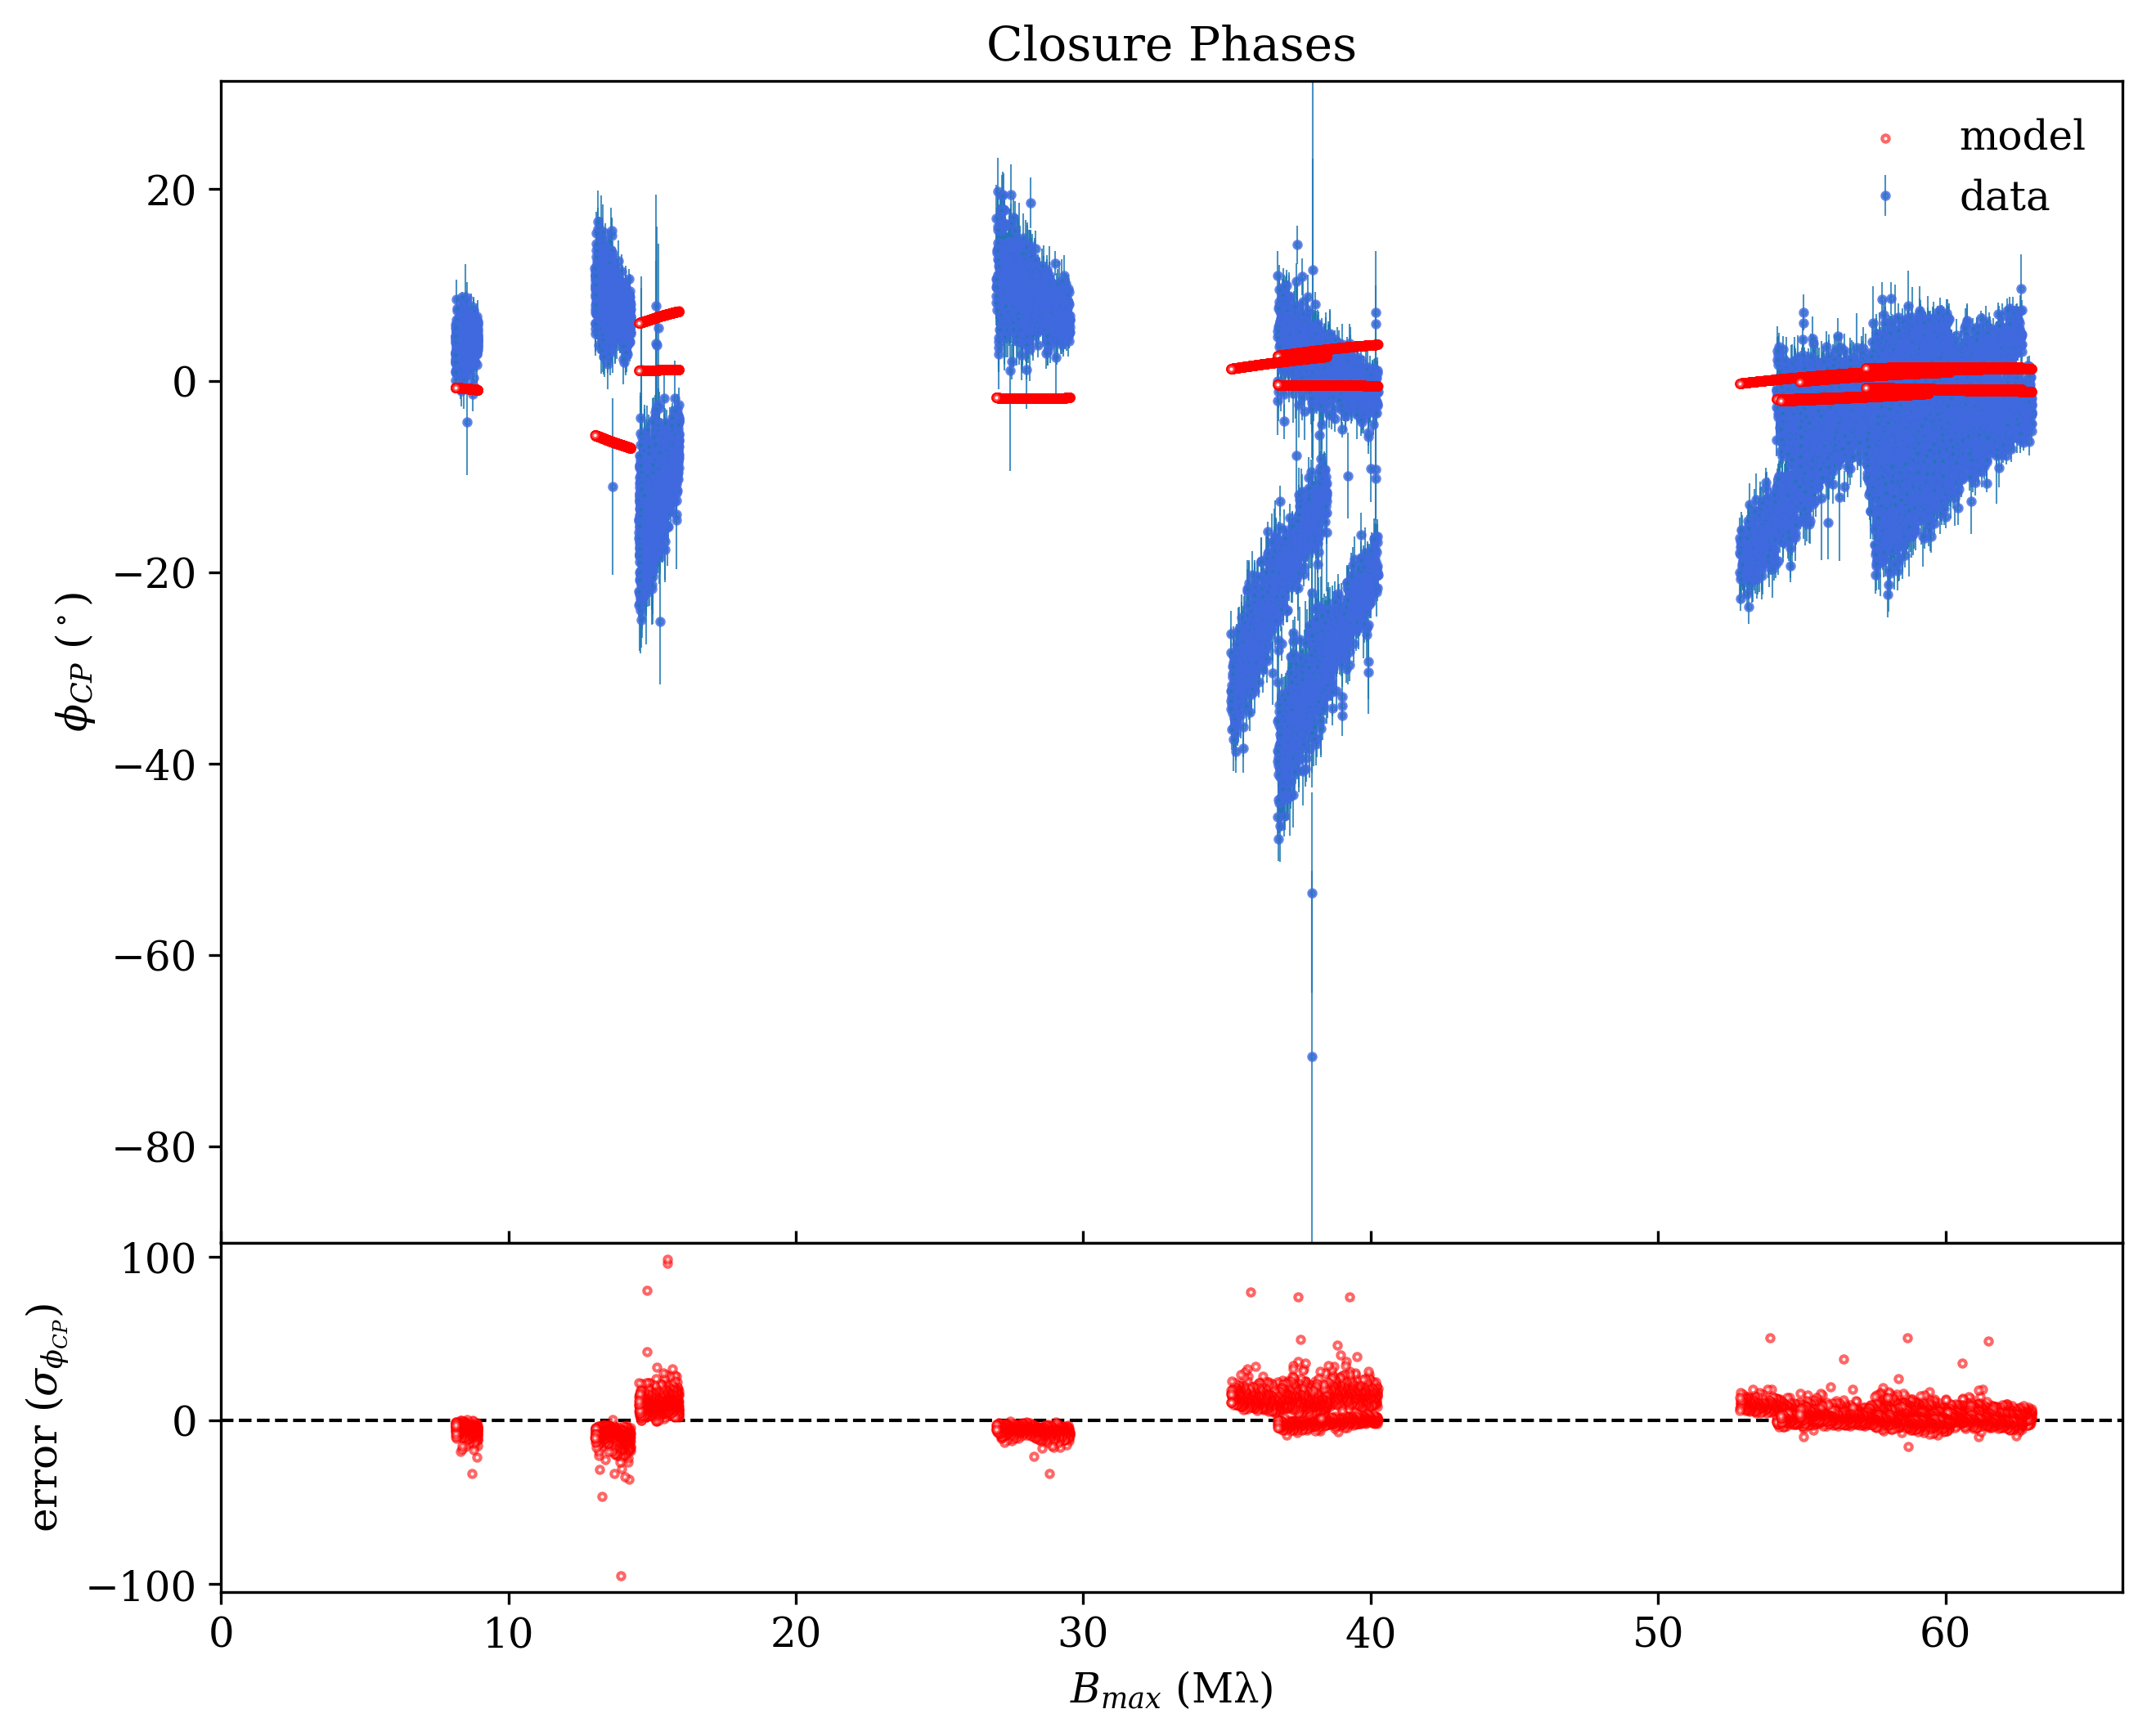 Closure Phases
model
data
20
0
−20
−40
−60
−80
ϕCP (°)
100
0
−100
error (σϕCP)
0 10 20 30 40 50 60
Bmax (Mλ)